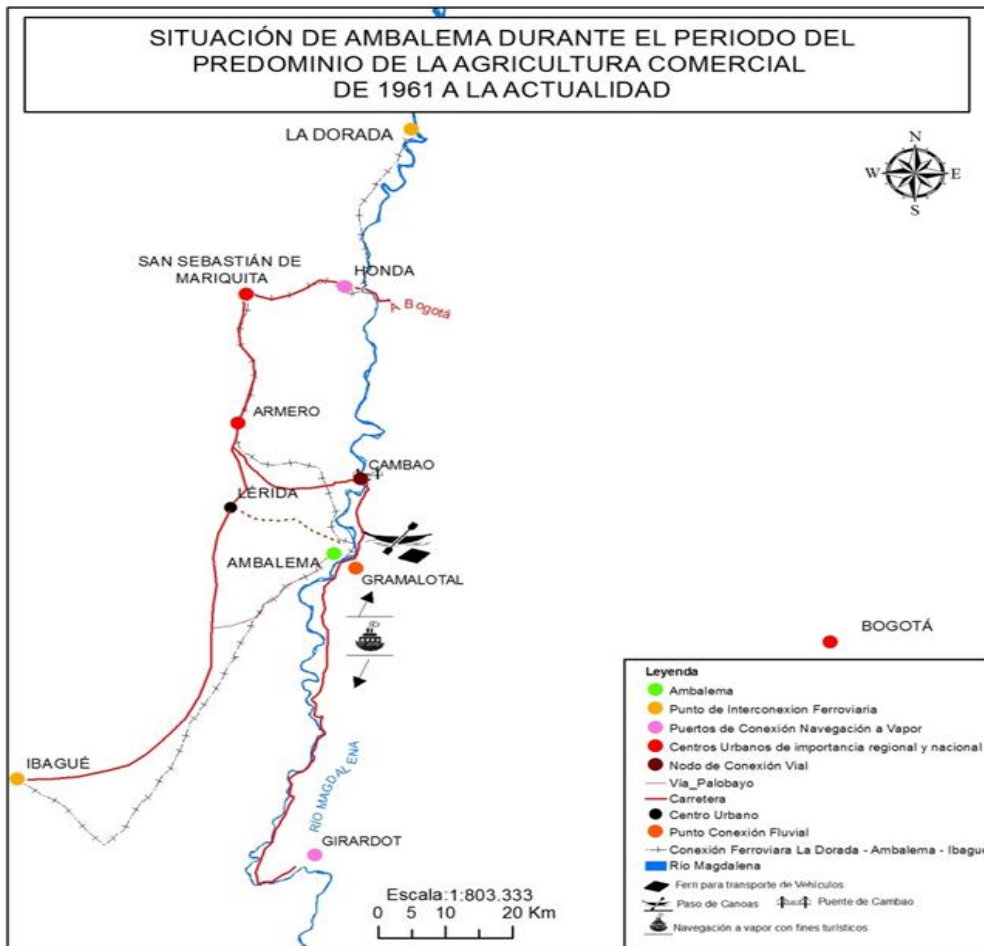 SITUACIÓN DE AMBALEMA DURANTE EL PERIODO DEL
PREDOMINIO DE LA AGRICULTURA COMERCIAL
DE 1961 A LA ACTUALIDAD
LA DORADA
N
W E
S
SAN SEBASTIÁN DE
MARIQUITA
HONDA
A Bogotá
ARMERO
CAMBAO
LÉRIDA
AMBALEMA
GRAMALOTAL
BOGOTÁ
IBAGUÉ
RÍO MAGDALENA
GIRARDOT
Escala:1:803.333
0 5 10 20 Km
Leyenda
Ambalema
Punto de Interconexion Ferroviaria
Puertos de Conexión Navegación a Vapor
Centros Urbanos de importancia regional y nacional
Nodo de Conexión Vial
Vía_Palobayo
Carretera
Centro Urbano
Punto Conexión Fluvial
Conexión Ferroviara La Dorada - Ambalema - Ibagué
Río Magdalena
Ferri para transporte de Vehículos
Paso de Canoas Puente de Cambao
Navegación a vapor con fines turísticos